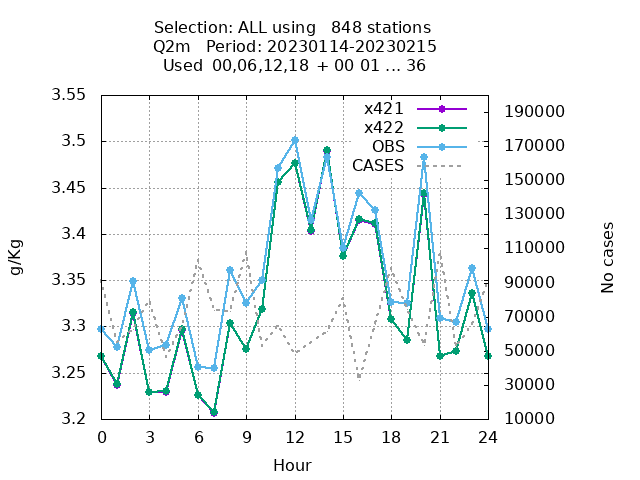 Selection: ALL using   848 stations
Q2m   Period: 20230114-20230215
Used  00,06,12,18 + 00 01 ... 36
x421
x422
OBS
CASES
g/Kg
3.55
3.5
3.45
3.4
3.35
3.3
3.25
3.2
190000
170000
150000
130000
110000
90000
70000
50000
30000
10000
No cases
0 3 6 9 12 15 18 21 24
Hour